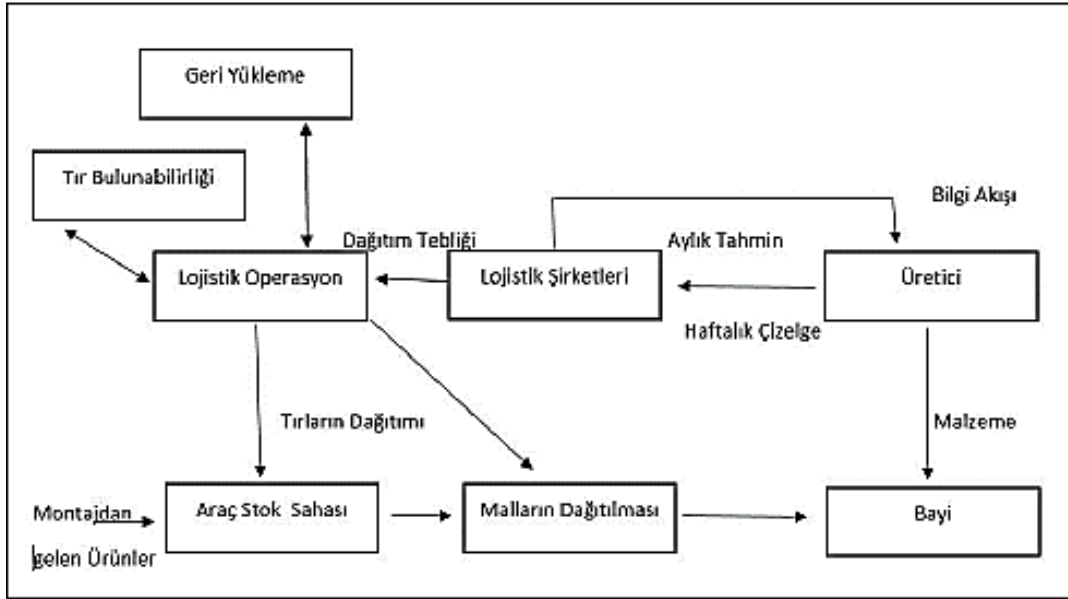 Geri Yükleme
Tır Bulunabilirliği
Bilgi Akışı
Dağıtım Tebliği
Aylık Tahmin
Lojistik Operasyon
Lojistik Şirketleri
Üretici
Haftalık Çizelge
Tırların Dağıtımı
Malzeme
Montajdan
gelen Ürünler
Araç Stok Sahası
Malların Dağıtılması
Bayi